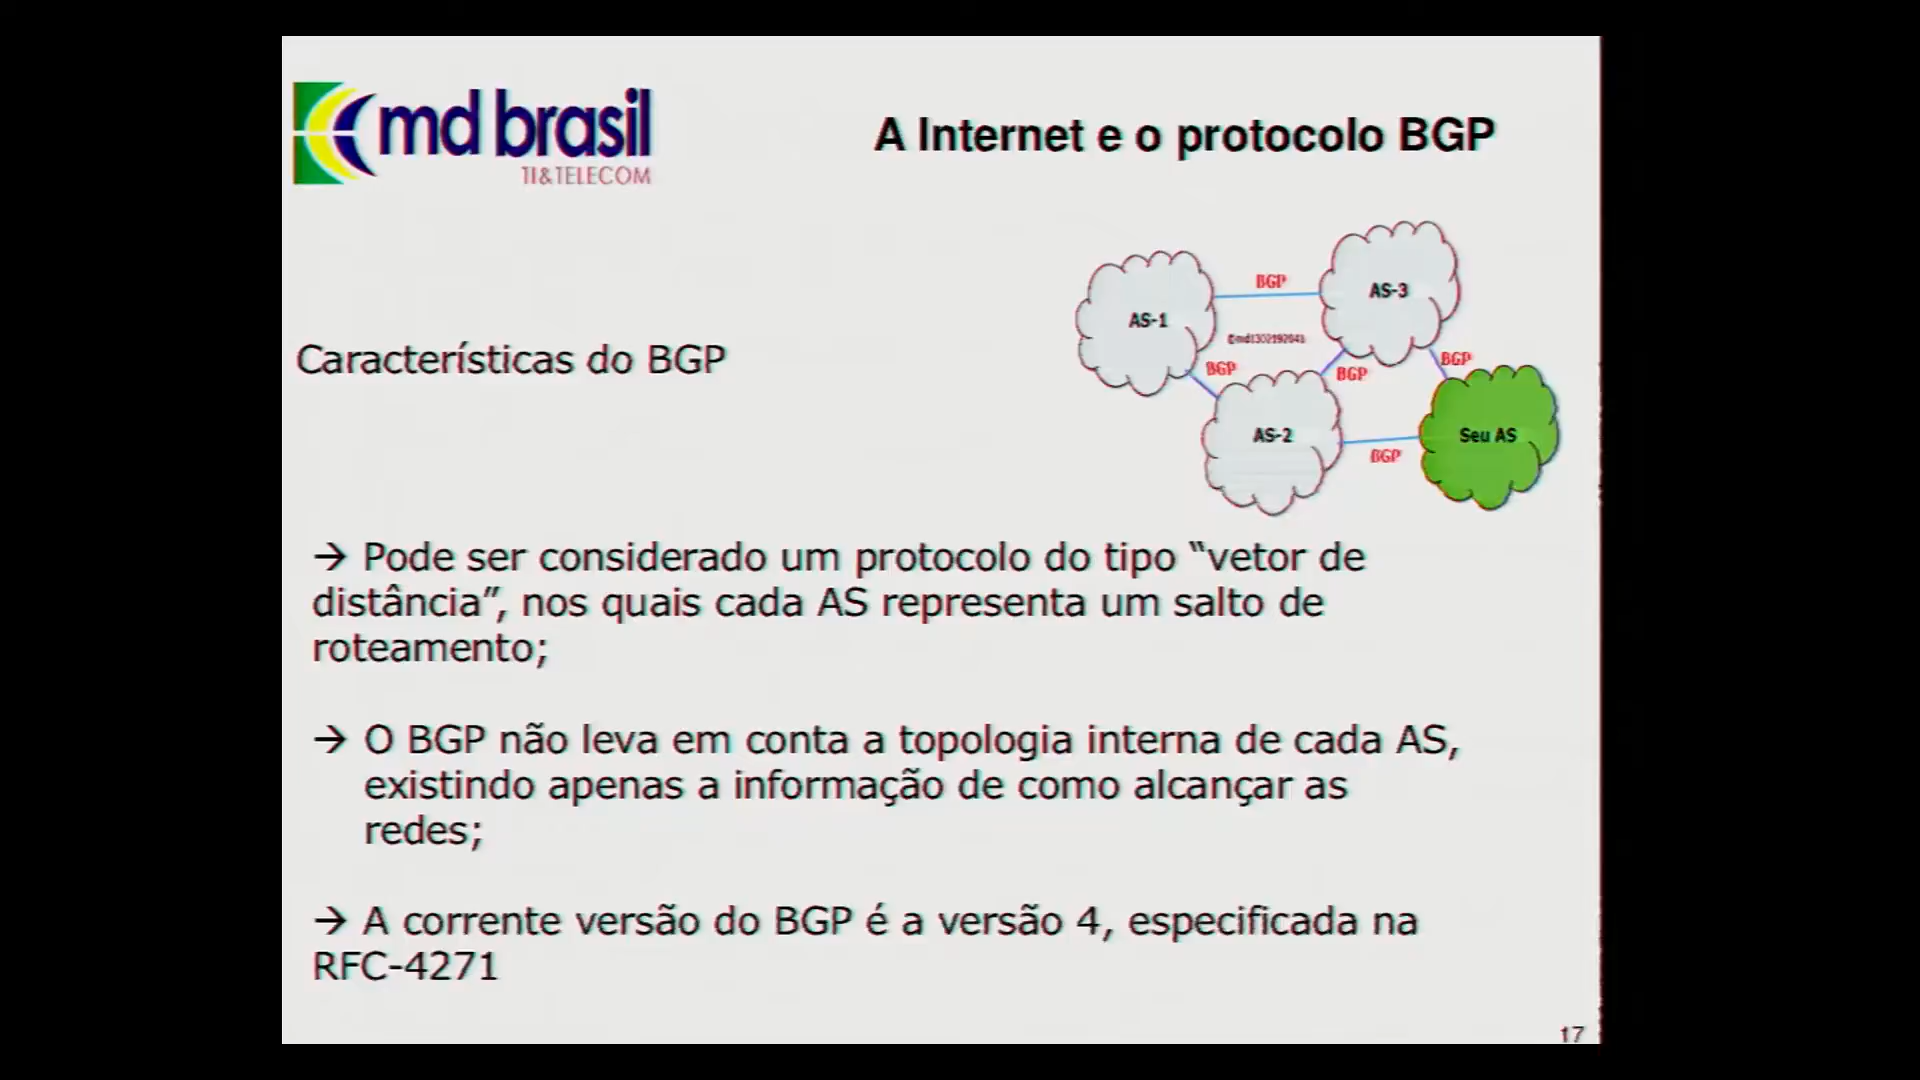 md brasil
TI&TELECOM
A Internet e o protocolo BGP
BGP
AS-3
AS-1
BGP
BGP
BGP
AS-2
Seu AS
BGP
Características do BGP
→ Pode ser considerado um protocolo do tipo “vetor de
distância”, nos quais cada AS representa um salto de
roteamento;
→ O BGP não leva em conta a topologia interna de cada AS,
existindo apenas a informação de como alcançar as
redes;
→ A corrente versão do BGP é a versão 4, especificada na
RFC-4271
17